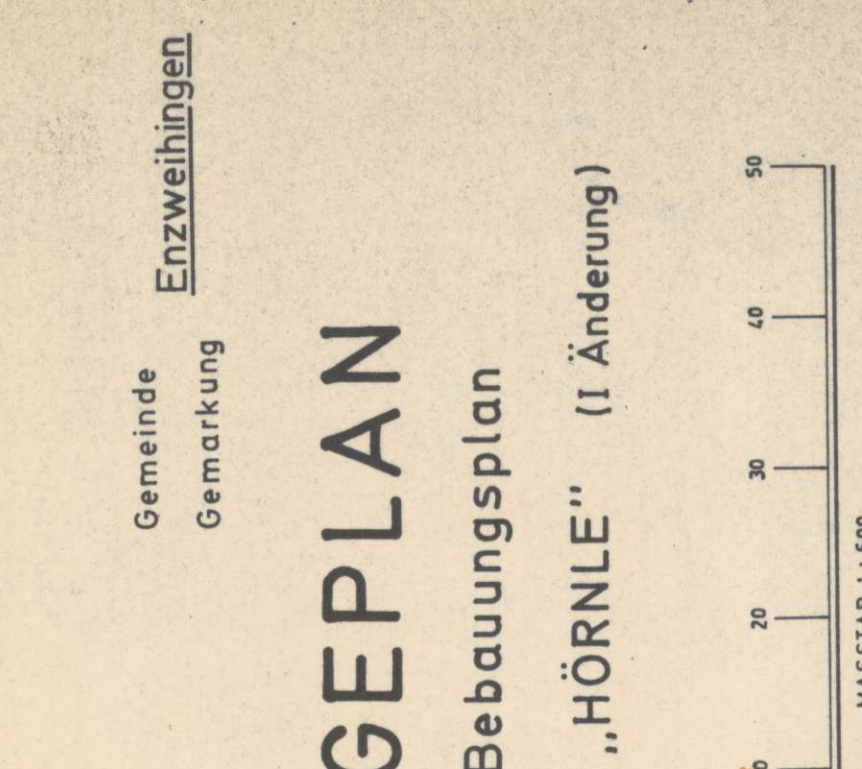 Gemeinde
Gemarkung Enzweihingen
GEPLAN
Bebauungsplan
„HÖRNLE” (I Änderung)
20 30 40 50